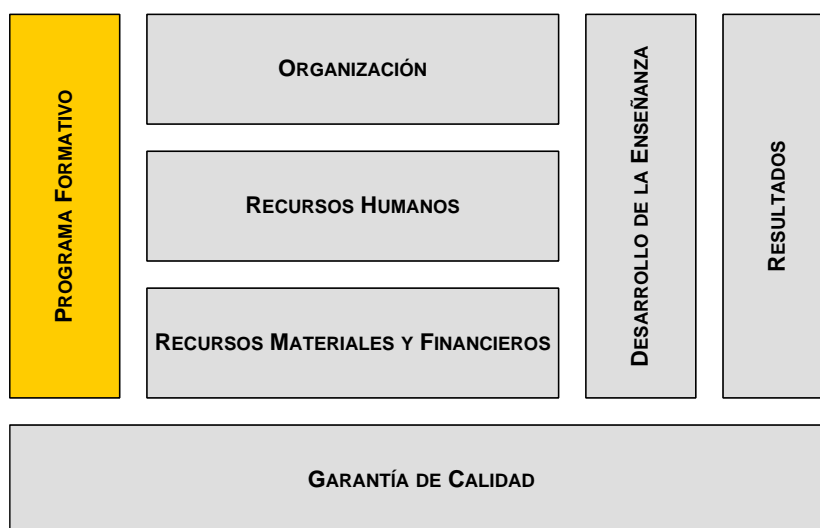 PROGRAMA FORMATIVO
ORGANIZACIÓN
RECURSOS HUMANOS
RECURSOS MATERIALES Y FINANCIEROS
DESARROLLO DE LA ENSEÑANZA
RESULTADOS
GARANTÍA DE CALIDAD